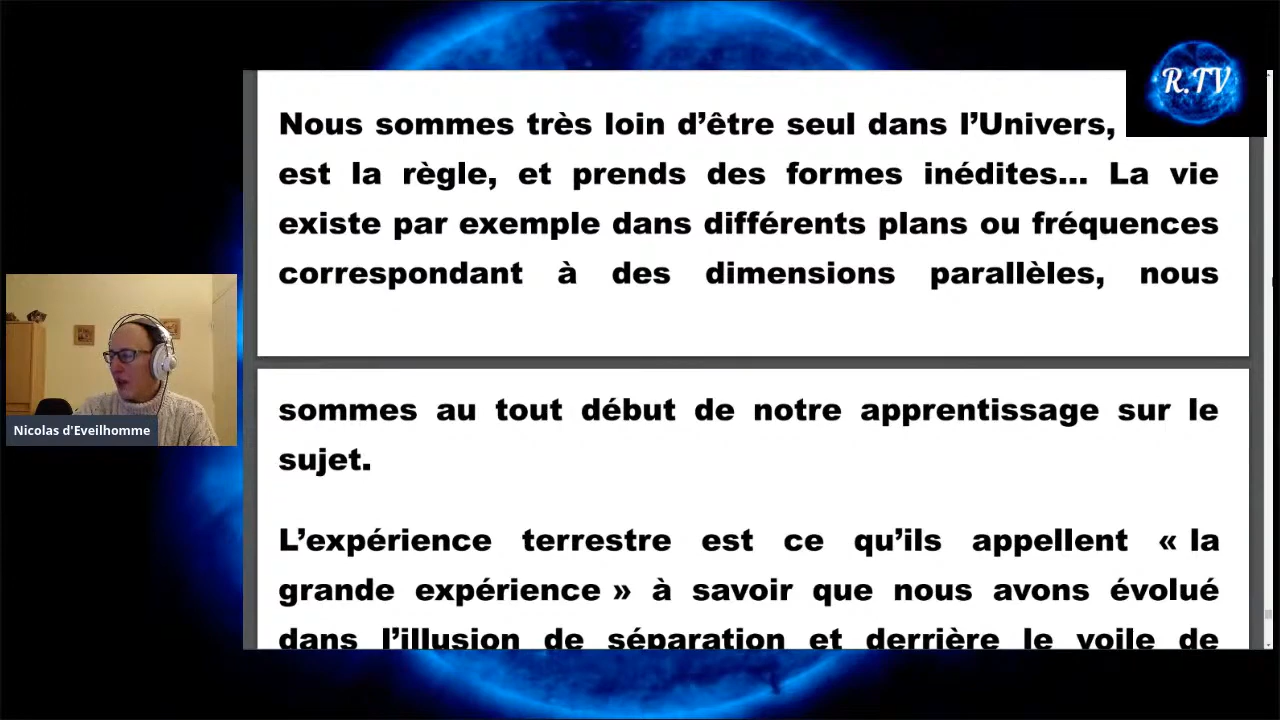 R.TV
Nous sommes très loin d’être seul dans l’Univers,
est la règle, et prends des formes inédites... La vie
existe par exemple dans différents plans ou fréquences
correspondant à des dimensions parallèles, nous
sommes au tout début de notre apprentissage sur le
sujet.
L’expérience terrestre est ce qu’ils appellent « la
grande expérience » à savoir que nous avons évolué
dans l’illusion de séparation et derrière le voile de
Nicolas d'Eveilhomme